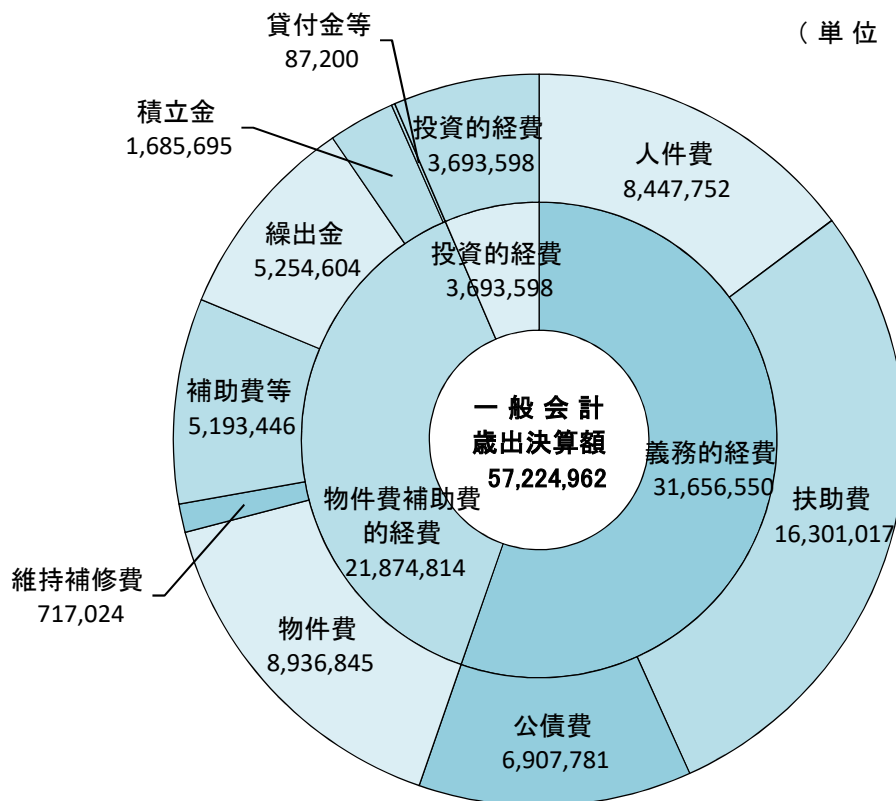 （単位
貸付金等
87,200
積立金
1,685,695
投資的経費
3,693,598
人件費
8,447,752
繰出金
5,254,604
投資的経費
3,693,598
補助費等
5,193,446
一般会計
歳出決算額
57,224,962
義務的経費
31,656,550
扶助費
16,301,017
物件費補助費
的経費
21,874,814
維持補修費
717,024
物件費
8,936,845
公債費
6,907,781